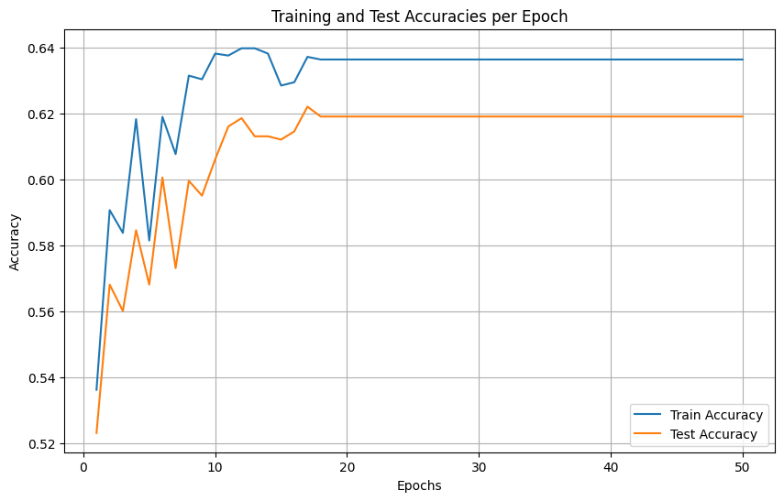 Training and Test Accuracies per Epoch
Accuracy
0.64
0.62
0.60
0.58
0.56
0.54
0.52
0
10
20
30
40
50
Epochs
Train Accuracy
Test Accuracy